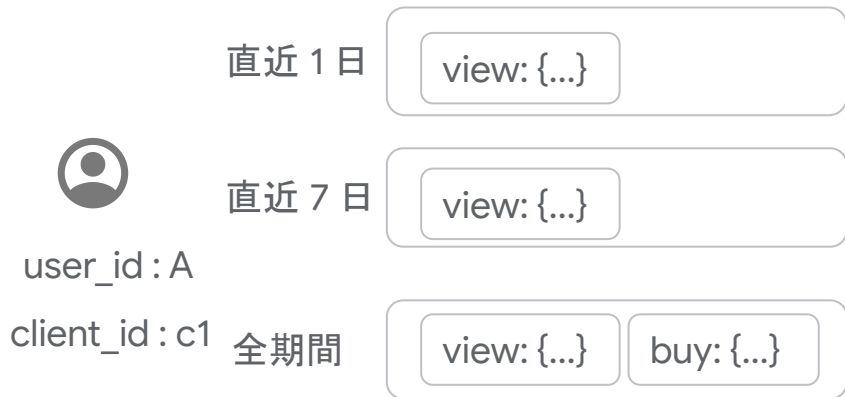 直近 1 日
view: {...}
直近 7 日
view: {...}
user_id : A
client_id : c1
全期間
view: {...}
buy: {...}